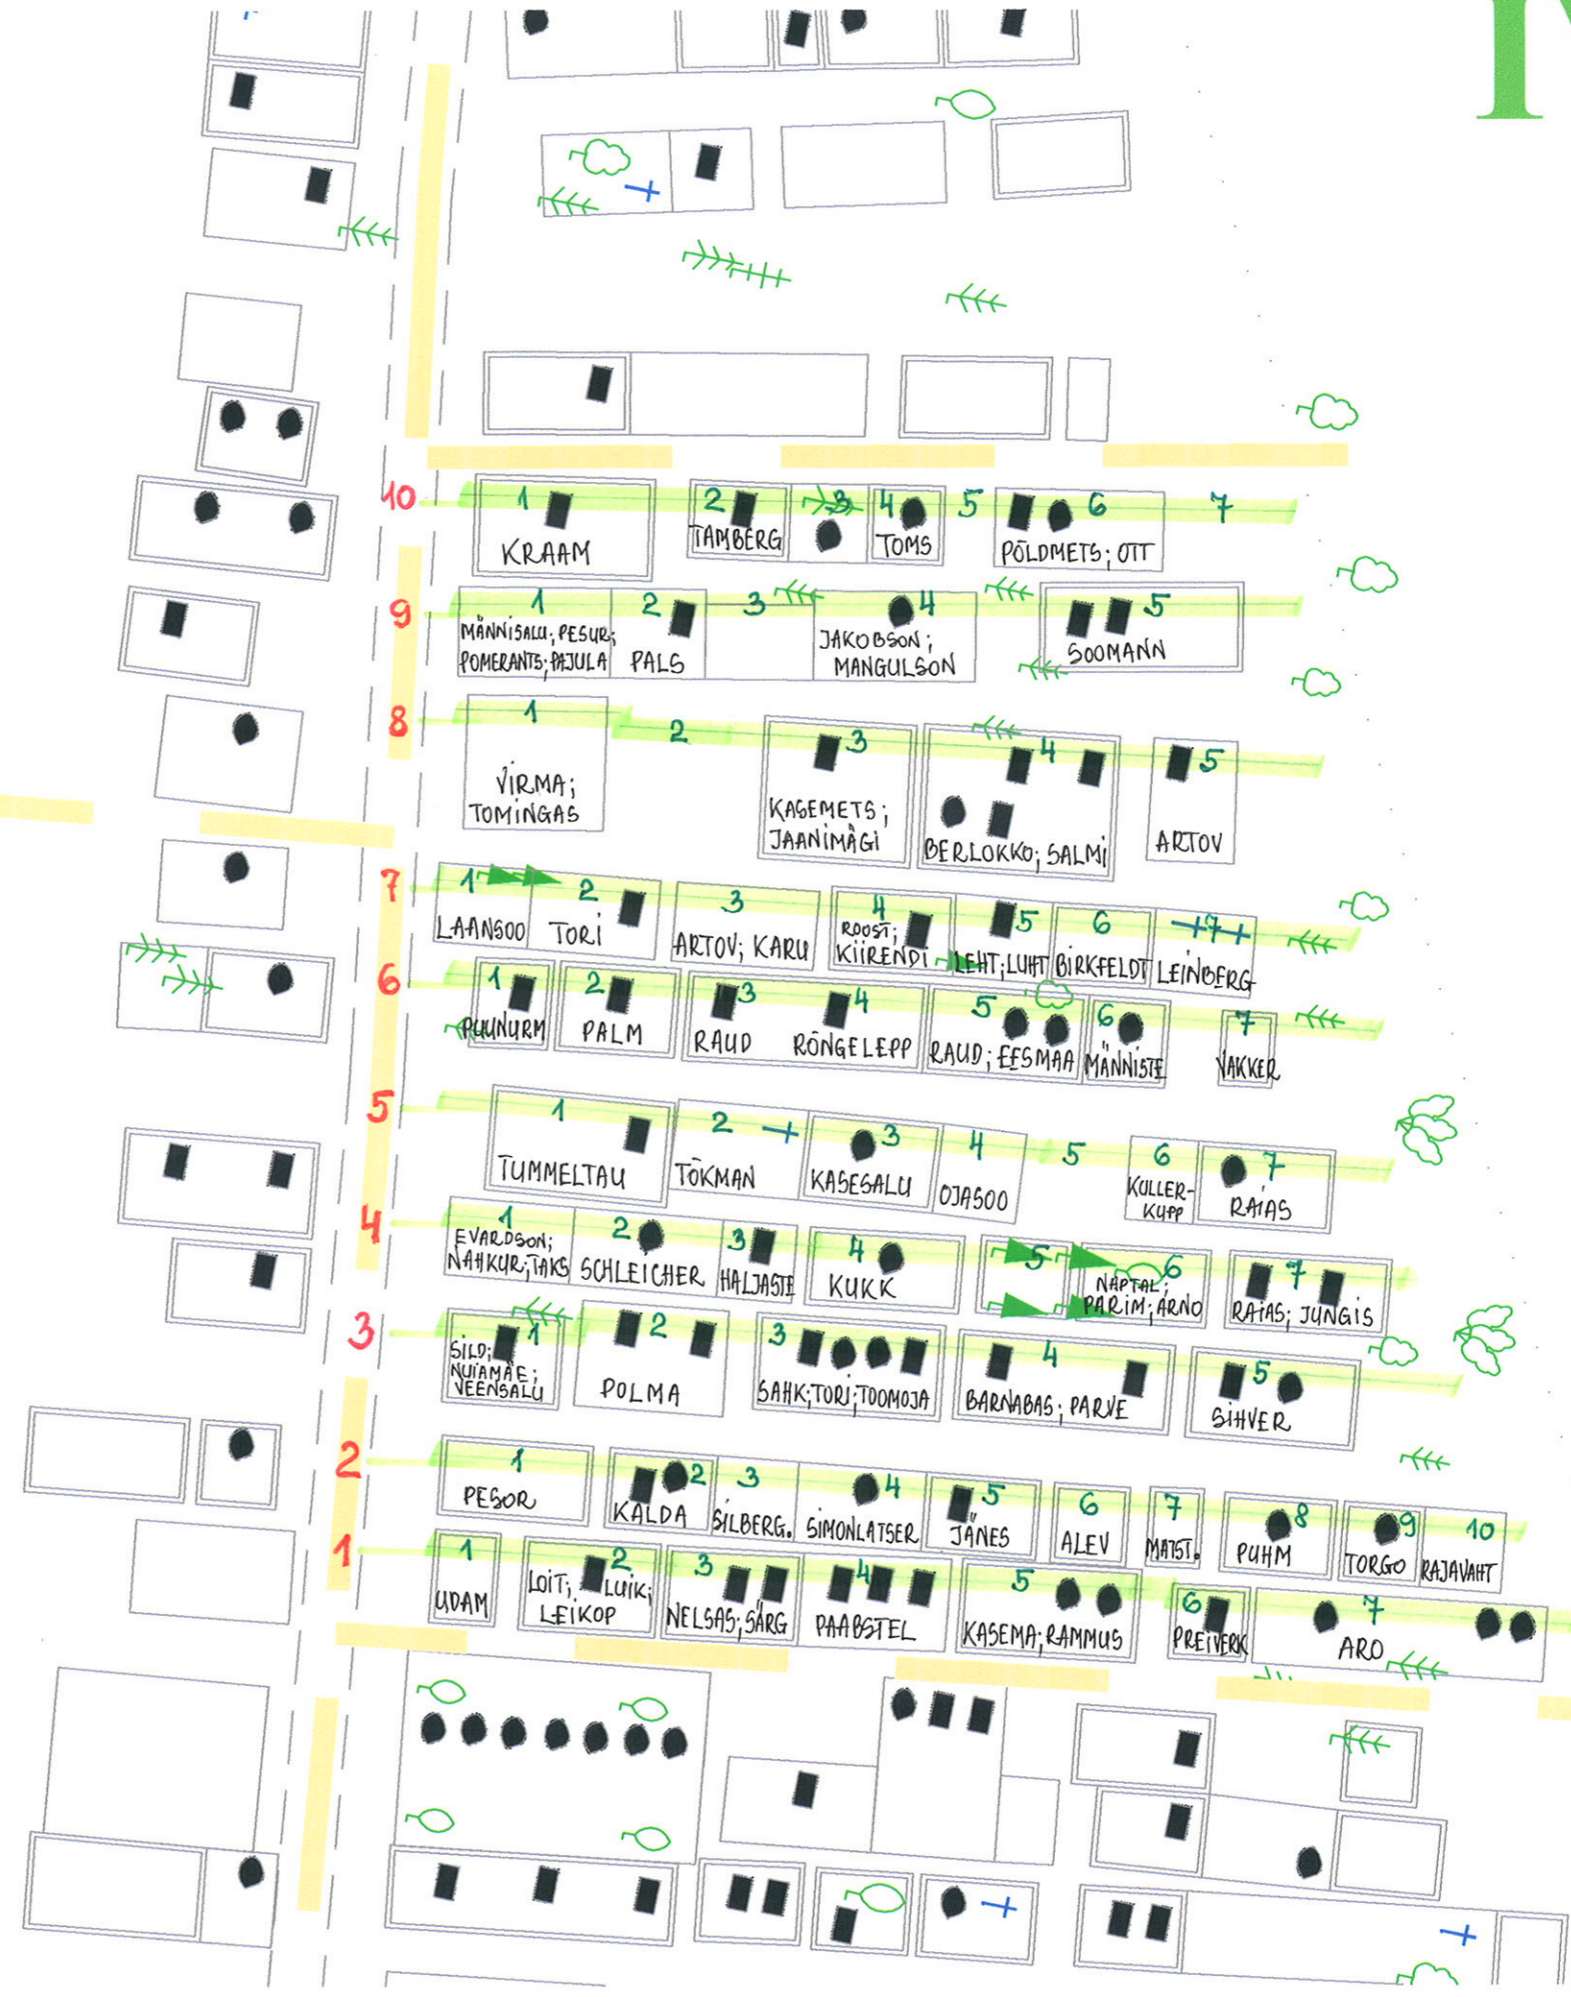 10
1
2
3
4
5
6
7
KRAAM
TAMBERG
TOMS
PÕLDMETS; OTT
9
1
2
3
4
5
MÄNNISALU; PESUR;
POMERANTS; PAJULA
PALS
JAKOBSON;
MANGULSON
SOOMANN
8
1
2
3
4
5
VIRMA;
TOMINGAS
KASEMETS;
JAANIMÄGI
BERLOKKO; SALMI
ARTOV
7
1
2
3
4
5
6
7
LAANSOO
TORI
ARTOV; KARU
ROOST;
KIIRENDI
LEHT; LUHT
BIRKFELDT
LEINBERG
6
1
2
3
4
5
6
7
PUUNURM
PALM
RAUD
RÕNGELEPP
RAUD; EESMAA
MÄNNISTE
VAKKER
5
1
2
3
4
5
6
7
TUMMELTAU
TÕKMAN
KASESALU
OJASOO
KULLER-
KUPP
RAIAS
4
1
2
3
4
5
6
7
EVARDSON;
NAHKUR; TAKS
SCHLEICHER
HALJASTE
KUKK
NAPTAL;
PARIM; ARNO
RAIAS; JUNGIS
3
1
2
3
4
5
SILD;
NUIAMÄE;
VEENSALU
POLMA
SAHK; TORI; TOOMOJA
BARNABAS; PARVE
SIHVER
2
1
2
3
4
5
6
7
8
9
10
PESOR
KALDA
SILBERG.
SIMONLATSER
JÄNES
ALEV
MATST.
PUHM
TORGO
RAJAVAHT
1
1
2
3
4
5
6
7
UDAM
LOIT; LUIK;
LEIKOP
NELSAS; SÄRG
PAABSTEL
KASEMA; RAMMUS
PREIVERK
ARO